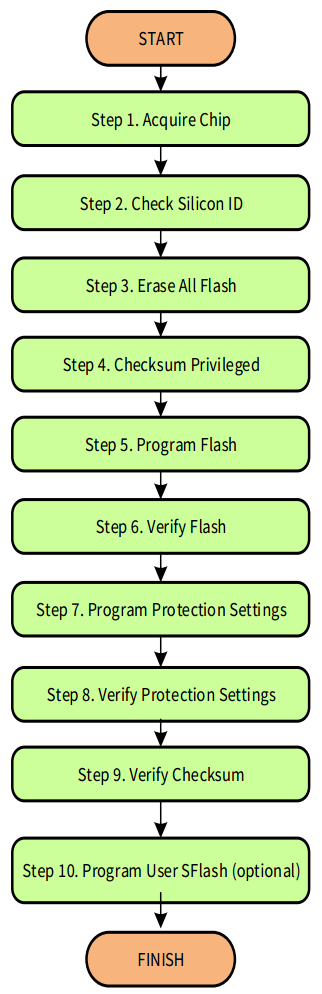 START
Step 1. Acquire Chip
Step 2. Check Silicon ID
Step 3. Erase All Flash
Step 4. Checksum Privileged
Step 5. Program Flash
Step 6. Verify Flash
Step 7. Program Protection Settings
Step 8. Verify Protection Settings
Step 9. Verify Checksum
Step 10. Program User SFlash (optional)
FINISH